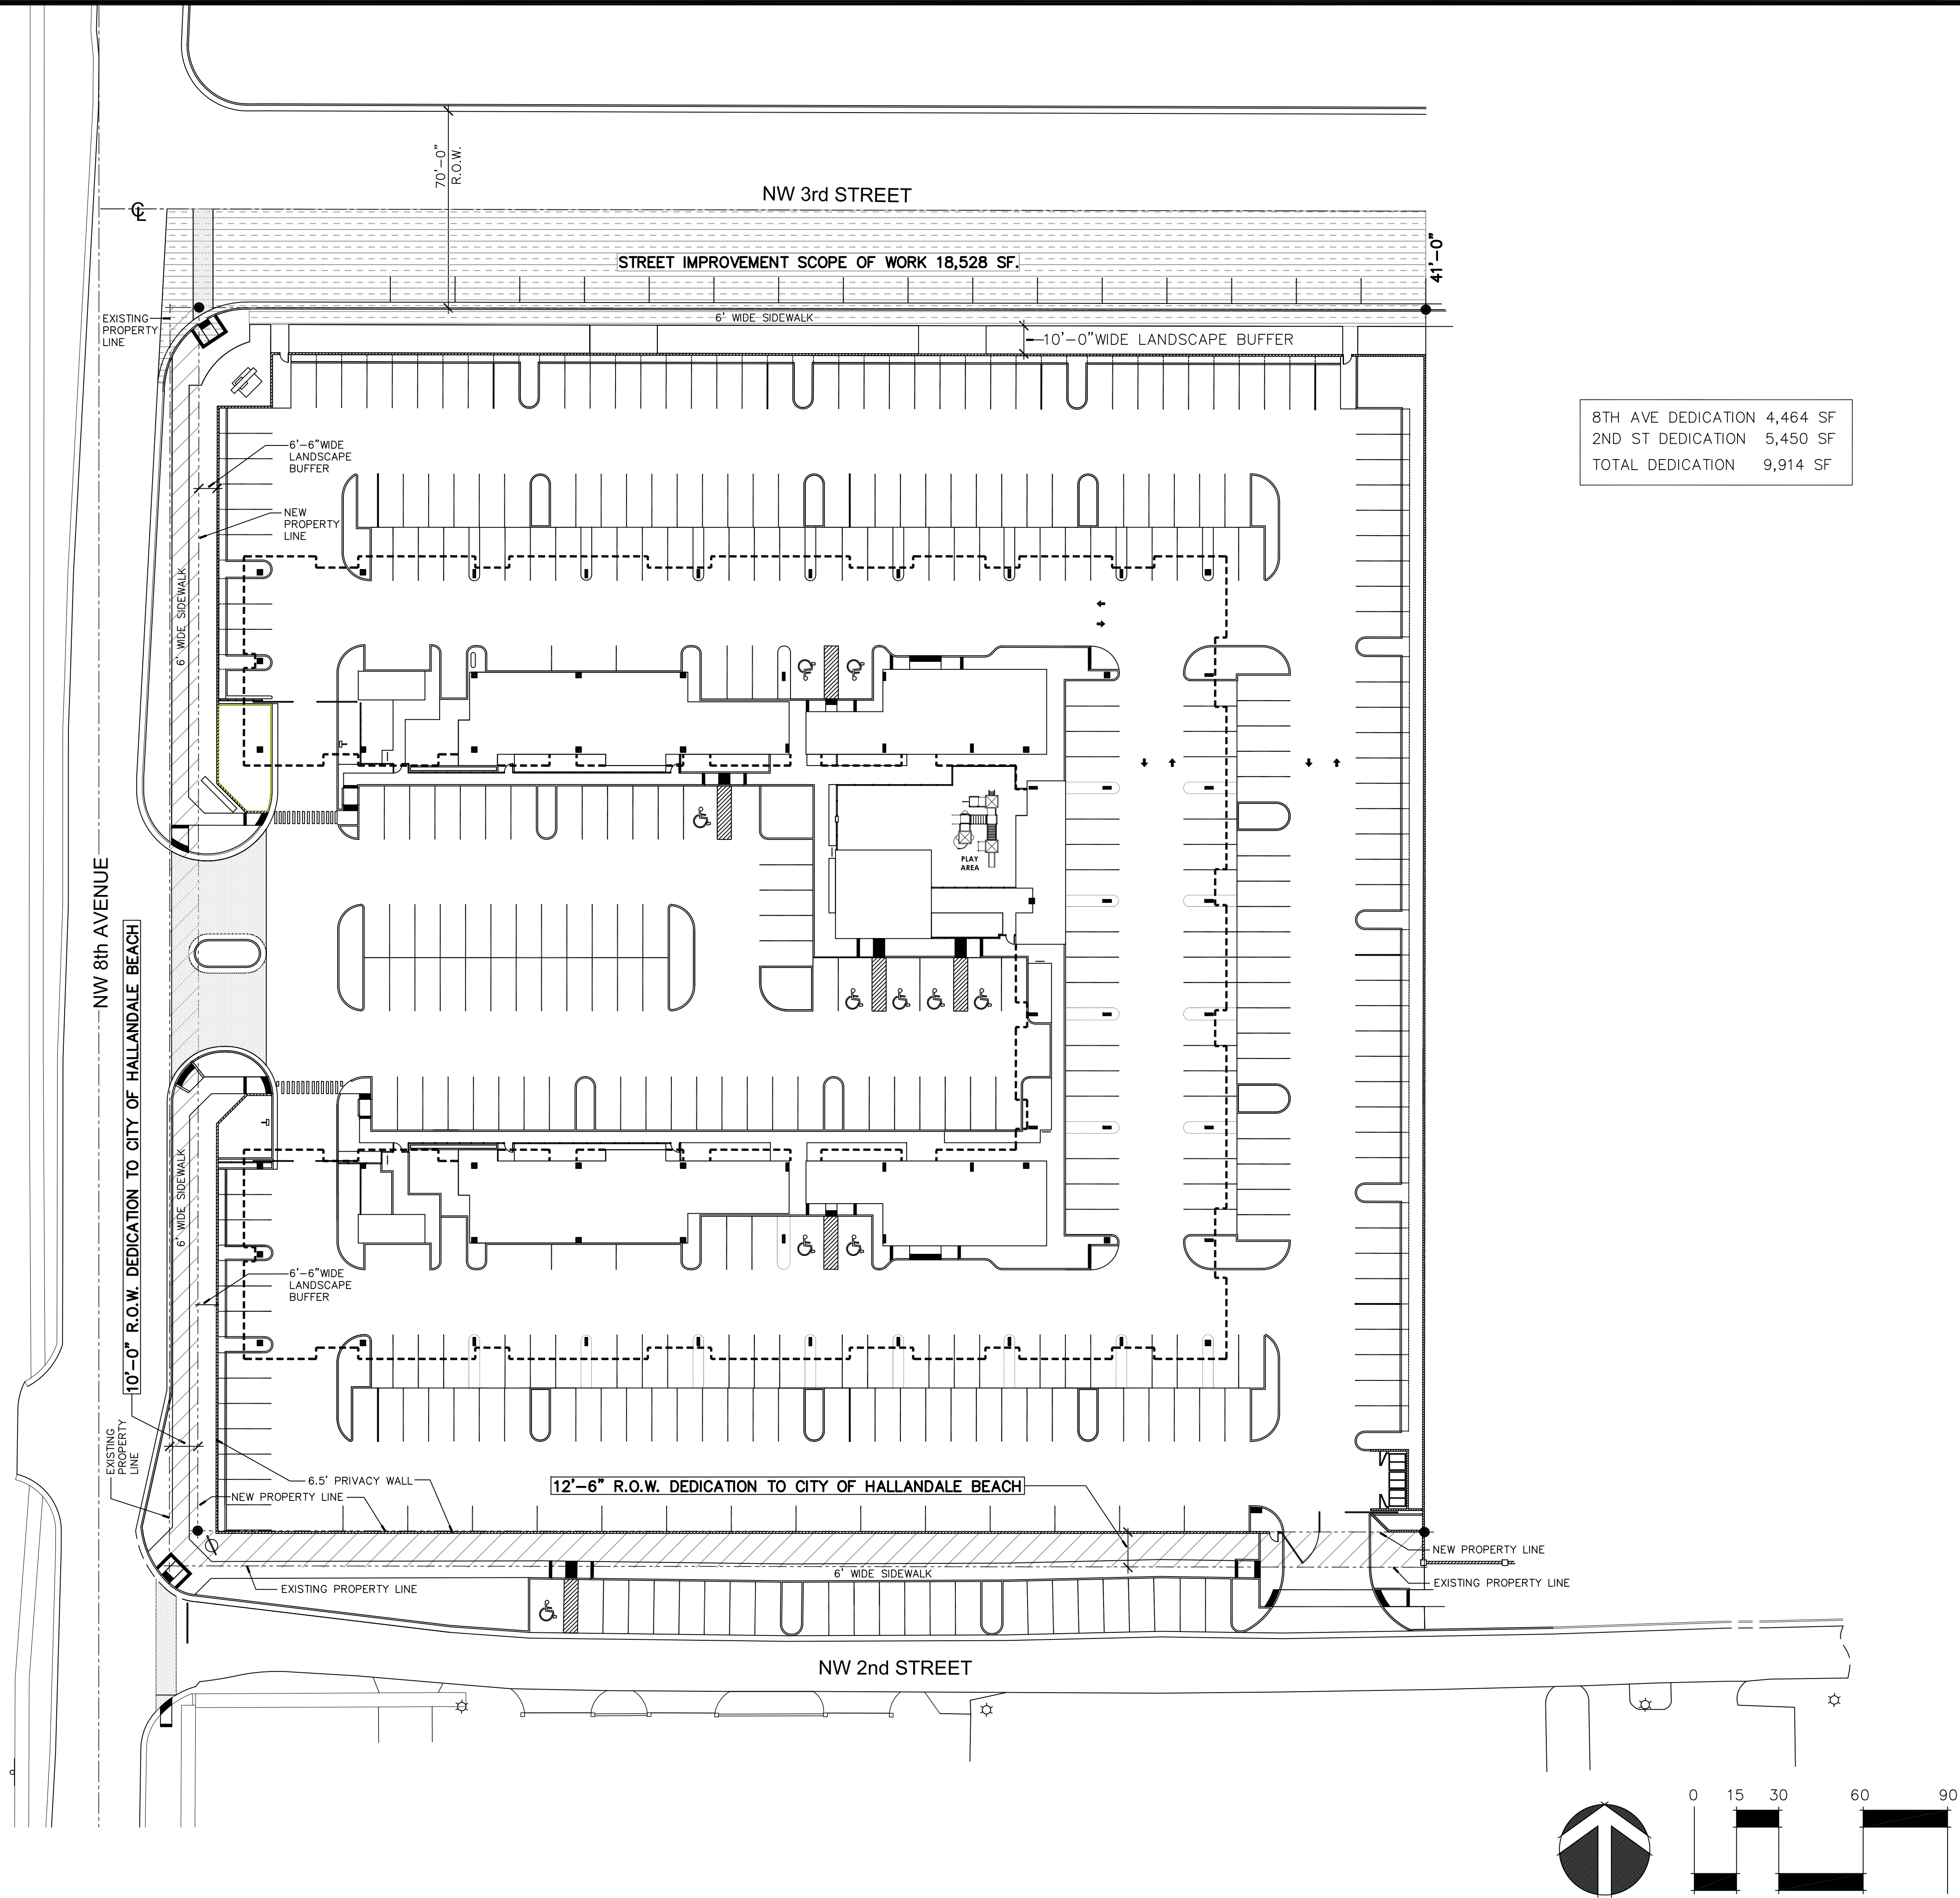 70'-0"
R.O.W.
NW 3rd STREET
℄
STREET IMPROVEMENT SCOPE OF WORK 18,528 SF.
41'-0"
EXISTING
PROPERTY
LINE
6' WIDE SIDEWALK
10'-0"WIDE LANDSCAPE BUFFER
8TH AVE DEDICATION 4,464 SF
2ND ST DEDICATION 5,450 SF
TOTAL DEDICATION 9,914 SF
6'-6"WIDE
LANDSCAPE
BUFFER
NEW
PROPERTY
LINE
6' WIDE SIDEWALK
PLAY
AREA
NW 8th AVENUE
10'-0" R.O.W. DEDICATION TO CITY OF HALLANDALE BEACH
6' WIDE SIDEWALK
6'-6"WIDE
LANDSCAPE
BUFFER
EXISTING
PROPERTY
LINE
6.5' PRIVACY WALL
NEW PROPERTY LINE
12'-6" R.O.W. DEDICATION TO CITY OF HALLANDALE BEACH
NEW PROPERTY LINE
6' WIDE SIDEWALK
EXISTING PROPERTY LINE
EXISTING PROPERTY LINE
NW 2nd STREET
0 15 30 60 90